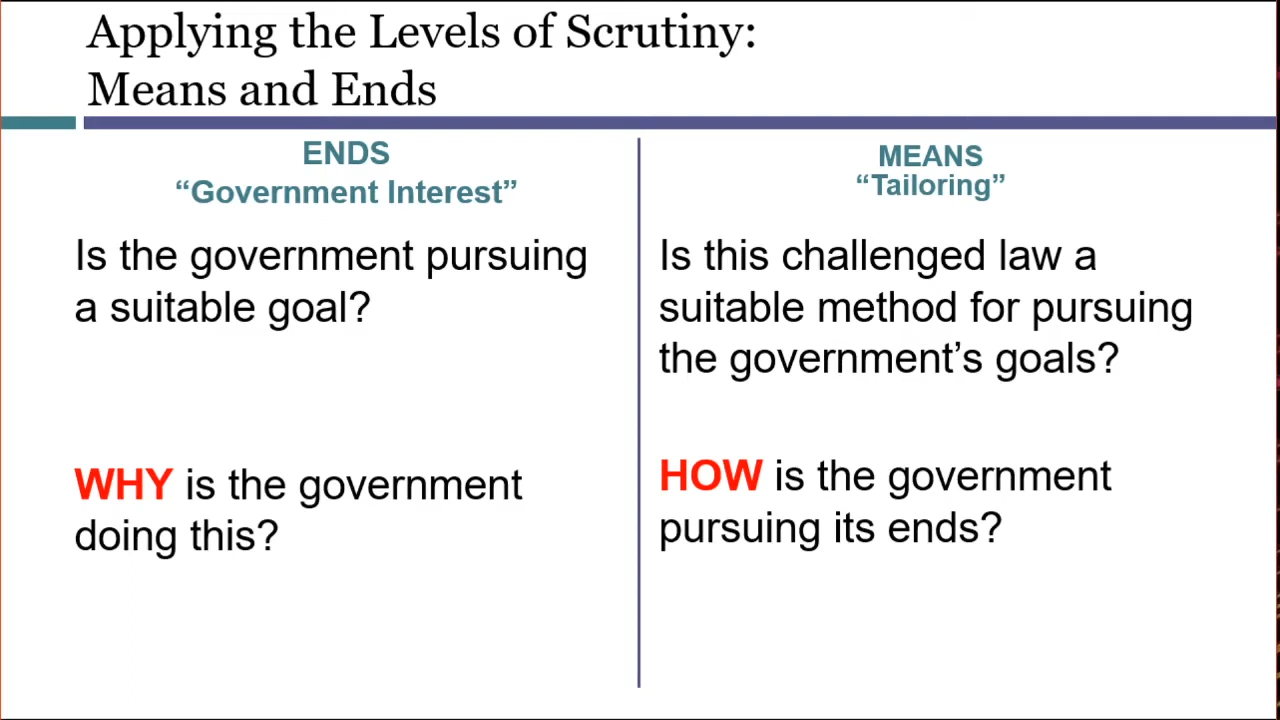 Applying the Levels of Scrutiny:
Means and Ends
ENDS
“Government Interest”
Is the government pursuing
a suitable goal?
WHY is the government
doing this?
MEANS
“Tailoring”
Is this challenged law a
suitable method for pursuing
the government’s goals?
HOW is the government
pursuing its ends?